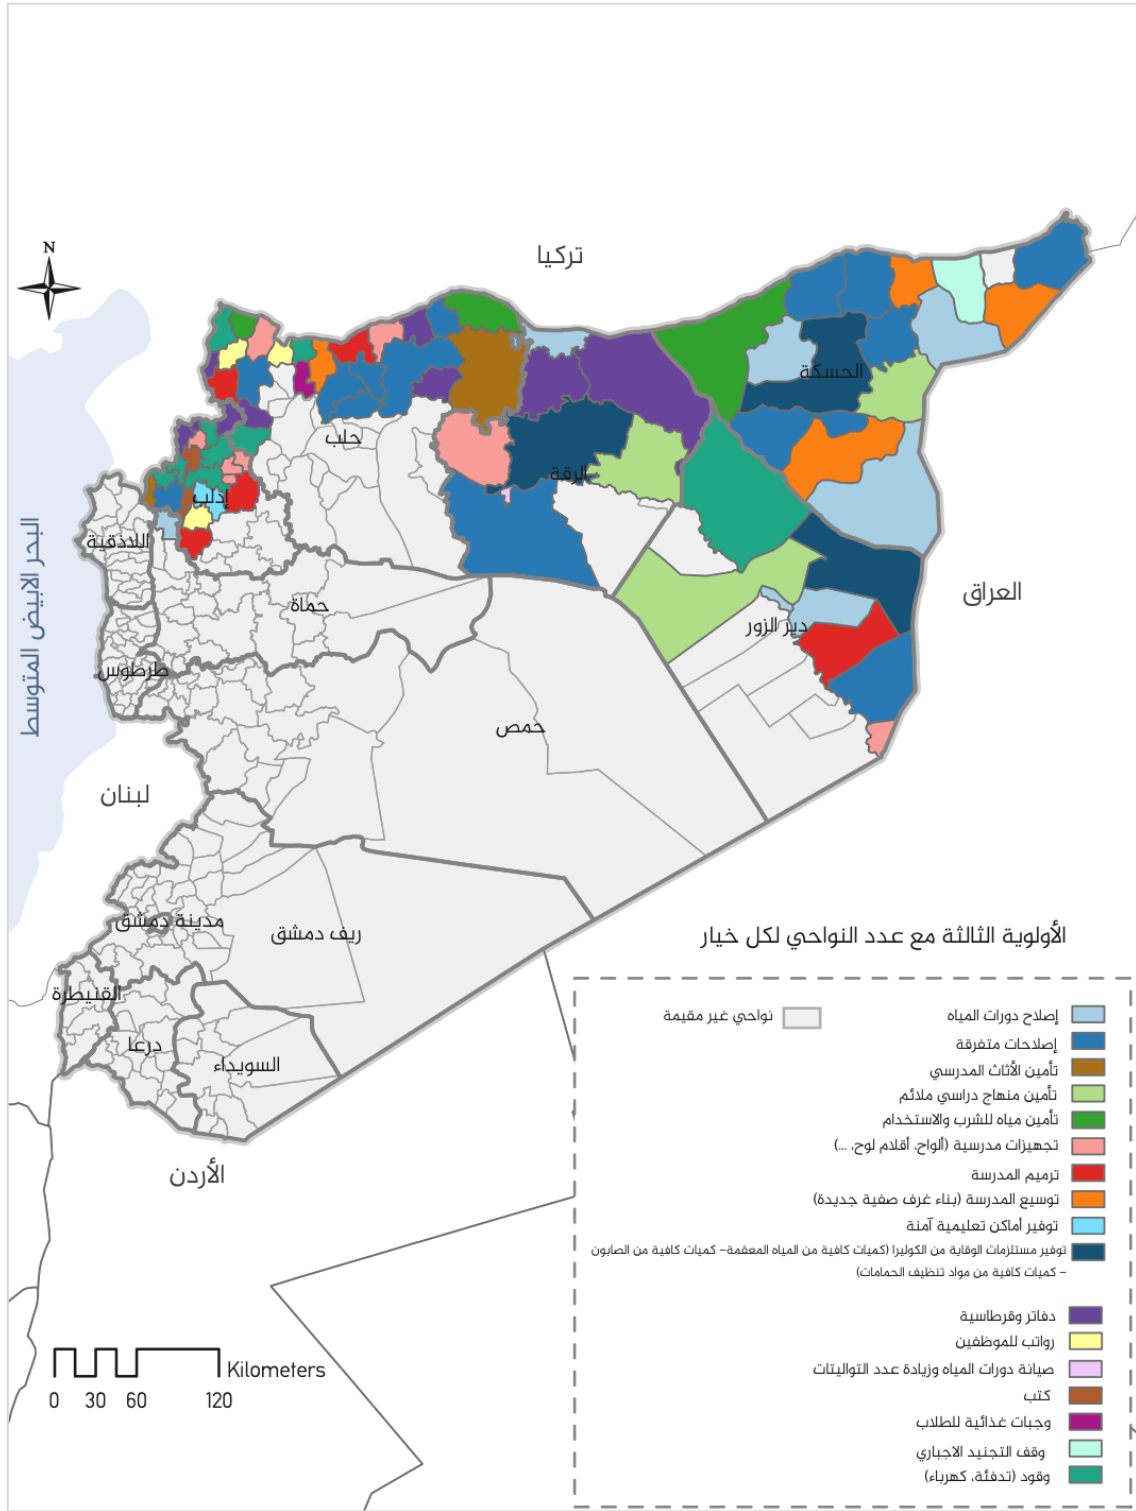 N
تركيا
الحسكة
حلب
الرقة
إدلب
اللاذقية
البحر الابيض المتوسط
العراق
حماة
دير الزور
طرطوس
حمص
لبنان
مدينة دمشق
ريف دمشق
القنيطرة
درعا
السويداء
الأردن
الأولوية الثالثة مع عدد النواحي لكل خيار
إصلاح دورات المياه
نواحي غير مقيمة
إصلاحات متفرقة
تأمين الأثاث المدرسي
تأمين منهاج دراسي ملائم
تأمين مياه للشرب والاستخدام
تجهيزات مدرسية (ألواح، أقلام لوح، ...)
ترميم المدرسة
توسيع المدرسة (بناء غرف صفية جديدة)
توفير أماكن تعليمية آمنة
توفير مستلزمات الوقاية من الكوليرا (كميات كافية من المياه المعقمة– كميات كافية من الصابون
– كميات كافية من مواد تنظيف الحمامات)
دفاتر وقرطاسية
رواتب للموظفين
صيانة دورات المياه وزيادة عدد التواليتات
كتب
وجبات غذائية للطلاب
وقف التجنيد الاجباري
وقود (تدفئة، كهرباء)
Kilometers
0 30 60 120